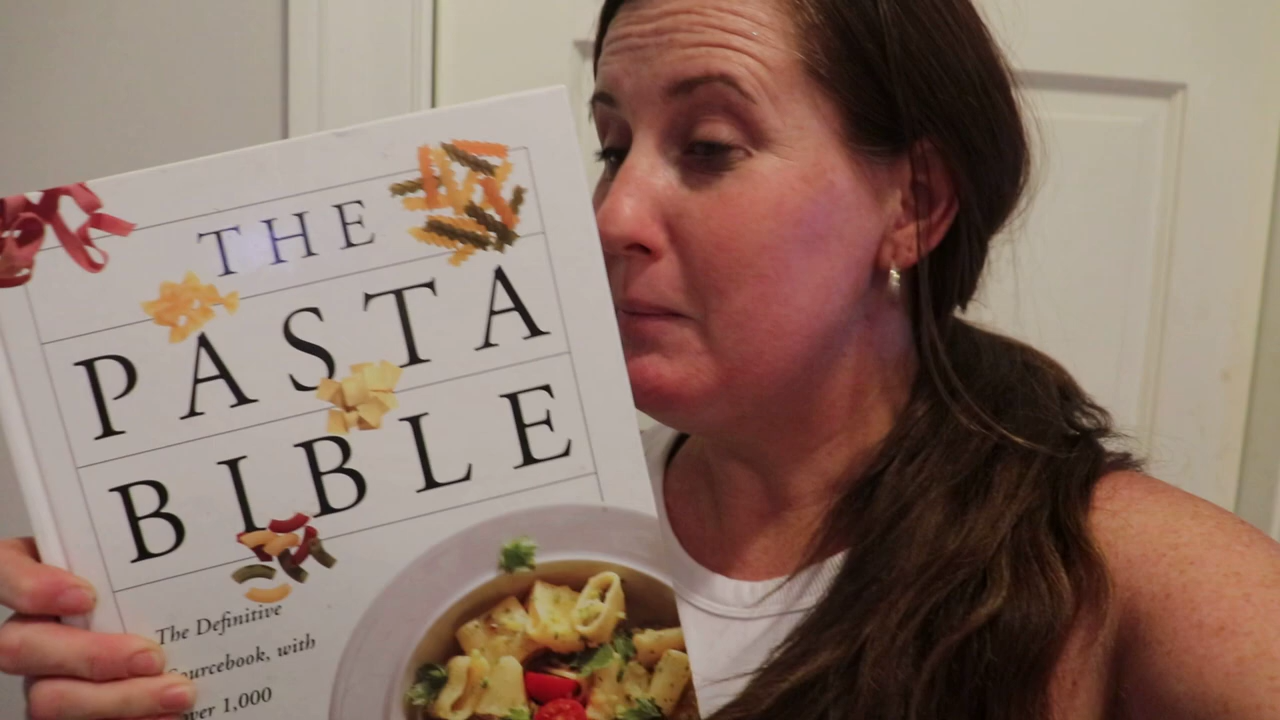 THE
PASTA
BIBLE
The Definitive
Sourcebook, with
over 1,000